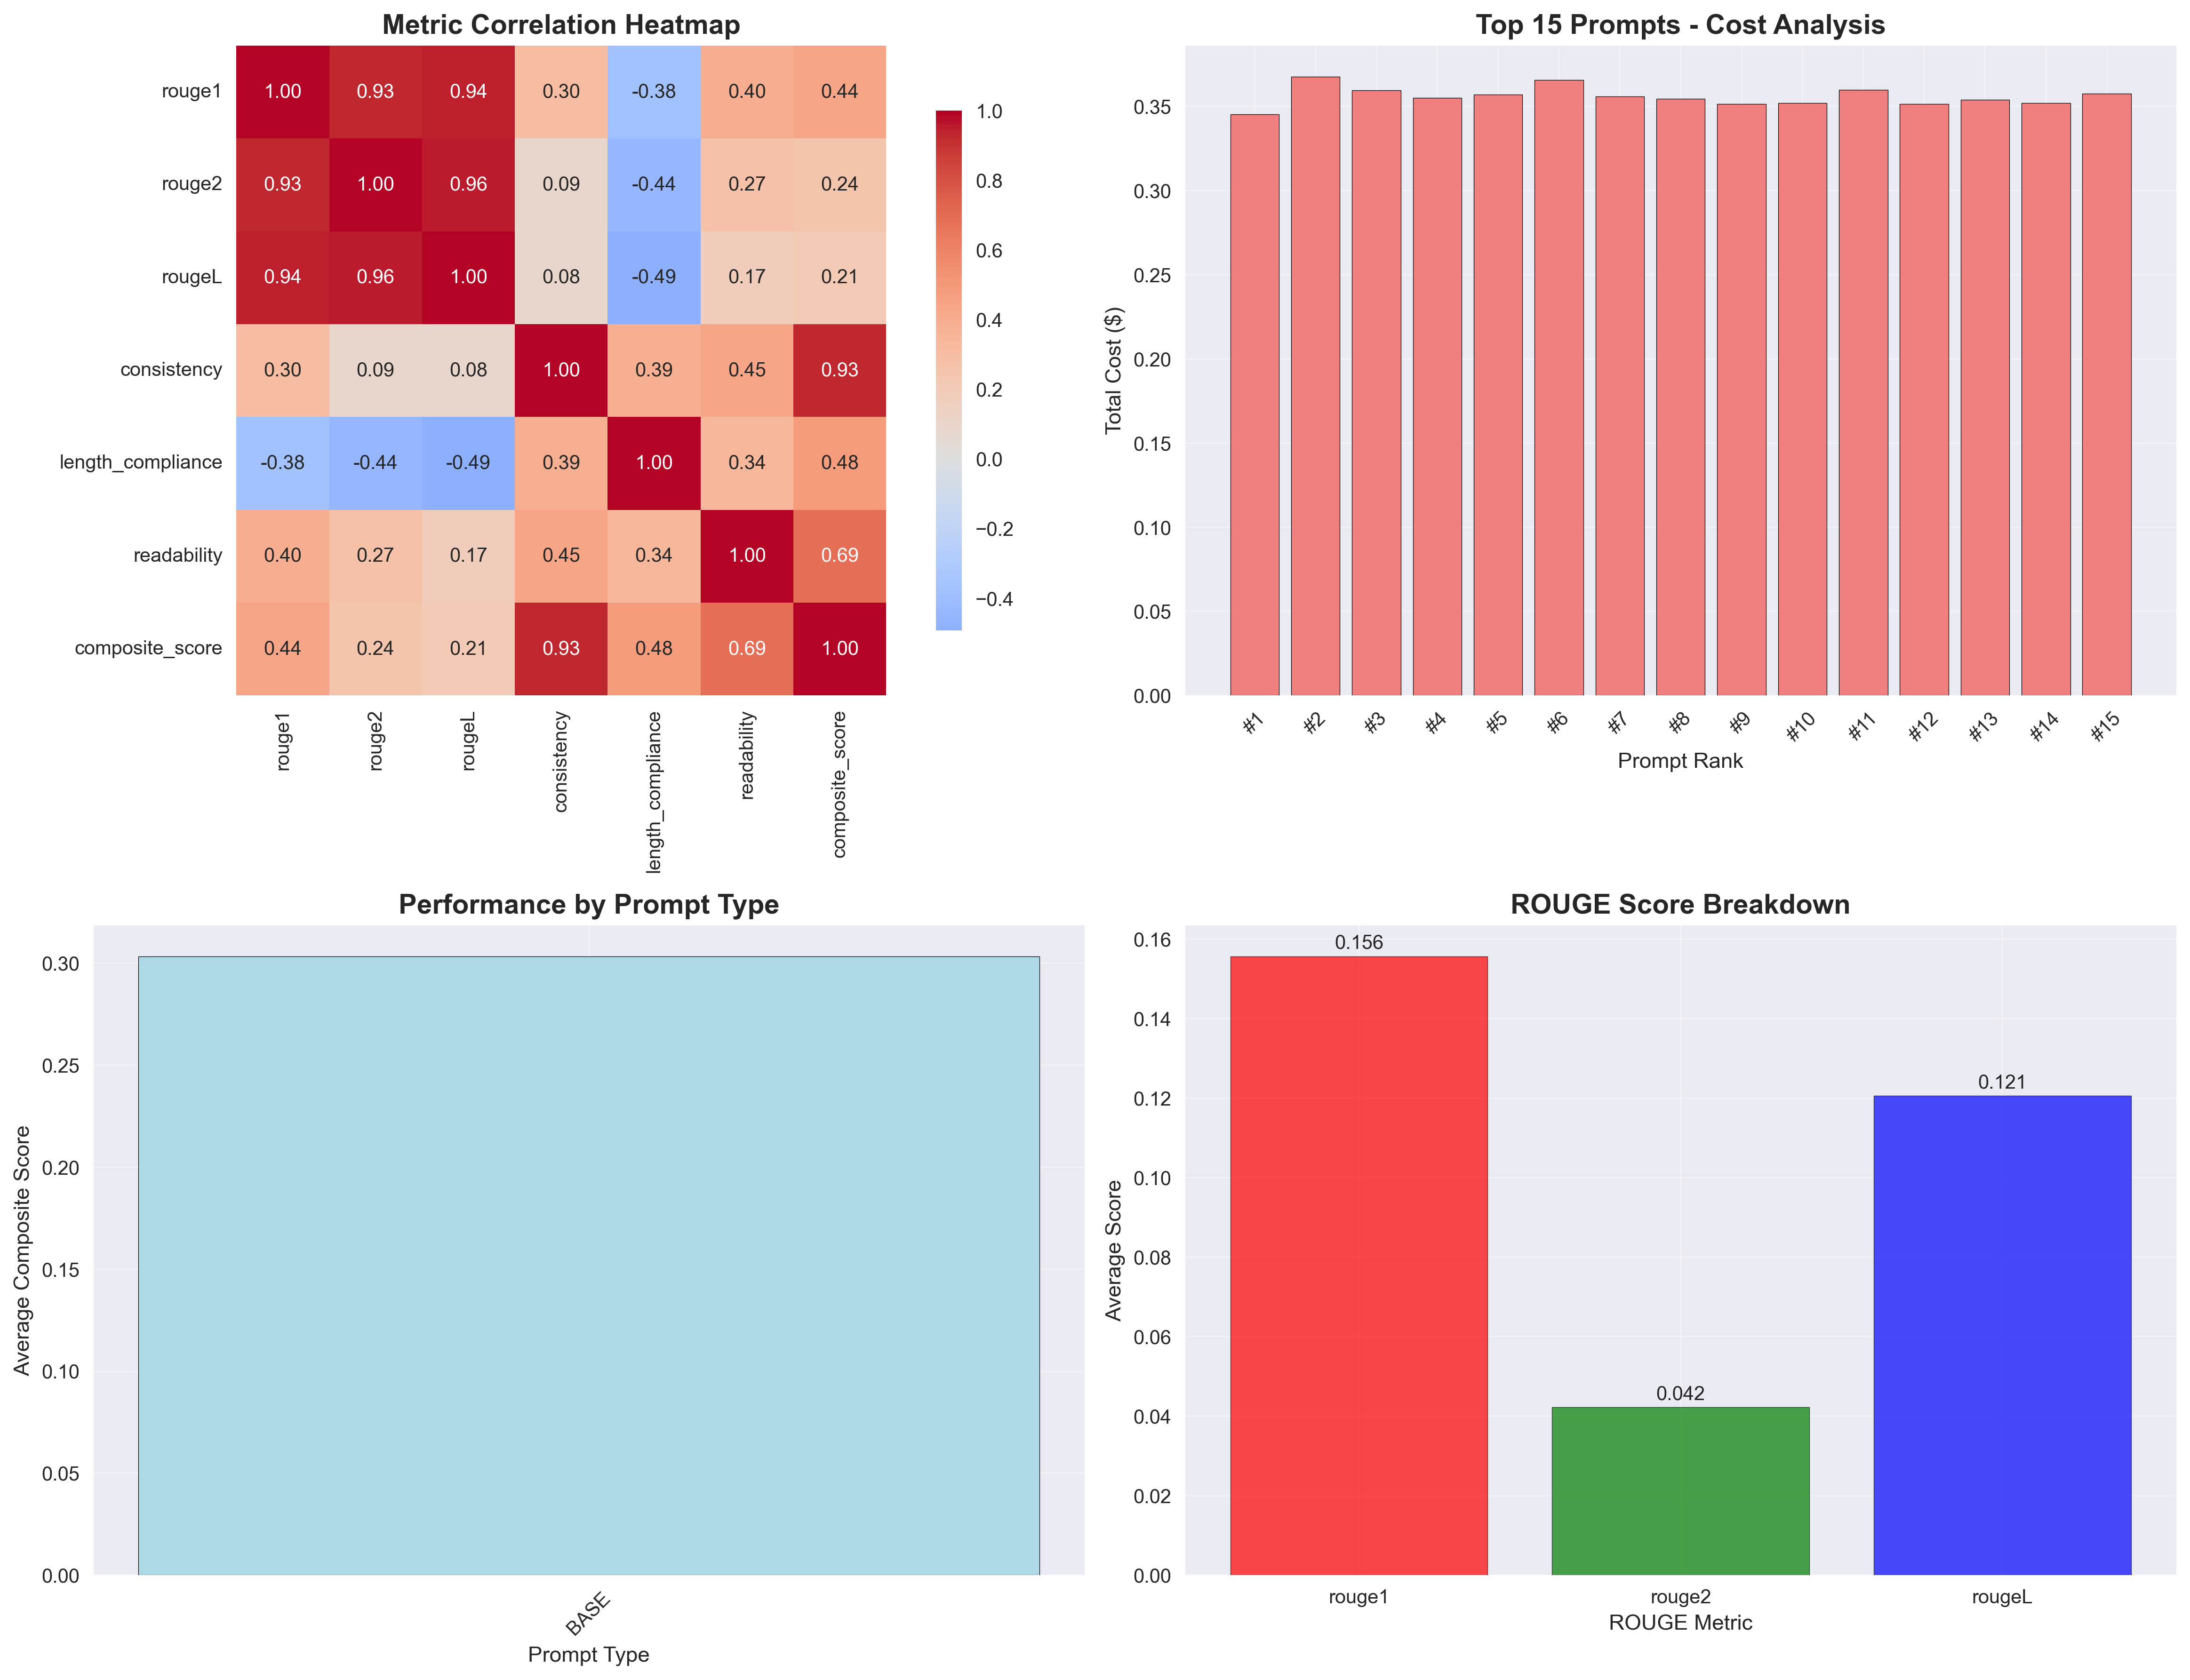 Metric Correlation Heatmap
rouge1 1.00 0.93 0.94 0.30 -0.38 0.40 0.44
rouge2 0.93 1.00 0.96 0.09 -0.44 0.27 0.24
rougeL 0.94 0.96 1.00 0.08 -0.49 0.17 0.21
consistency 0.30 0.09 0.08 1.00 0.39 0.45 0.93
length_compliance -0.38 -0.44 -0.49 0.39 1.00 0.34 0.48
readability 0.40 0.27 0.17 0.45 0.34 1.00 0.69
composite_score 0.44 0.24 0.21 0.93 0.48 0.69 1.00
rouge1 rouge2 rougeL consistency length_compliance readability composite_score
1.0
0.8
0.6
0.4
0.2
0.0
−0.2
−0.4
Top 15 Prompts - Cost Analysis
Total Cost ($)
0.35
0.30
0.25
0.20
0.15
0.10
0.05
0.00
#1 #2 #3 #4 #5 #6 #7 #8 #9 #10 #11 #12 #13 #14 #15
Prompt Rank
Performance by Prompt Type
Average Composite Score
0.30
0.25
0.20
0.15
0.10
0.05
0.00
BASE
Prompt Type
ROUGE Score Breakdown
Average Score
0.16
0.14
0.12
0.10
0.08
0.06
0.04
0.02
0.00
0.156
0.042
0.121
rouge1 rouge2 rougeL
ROUGE Metric